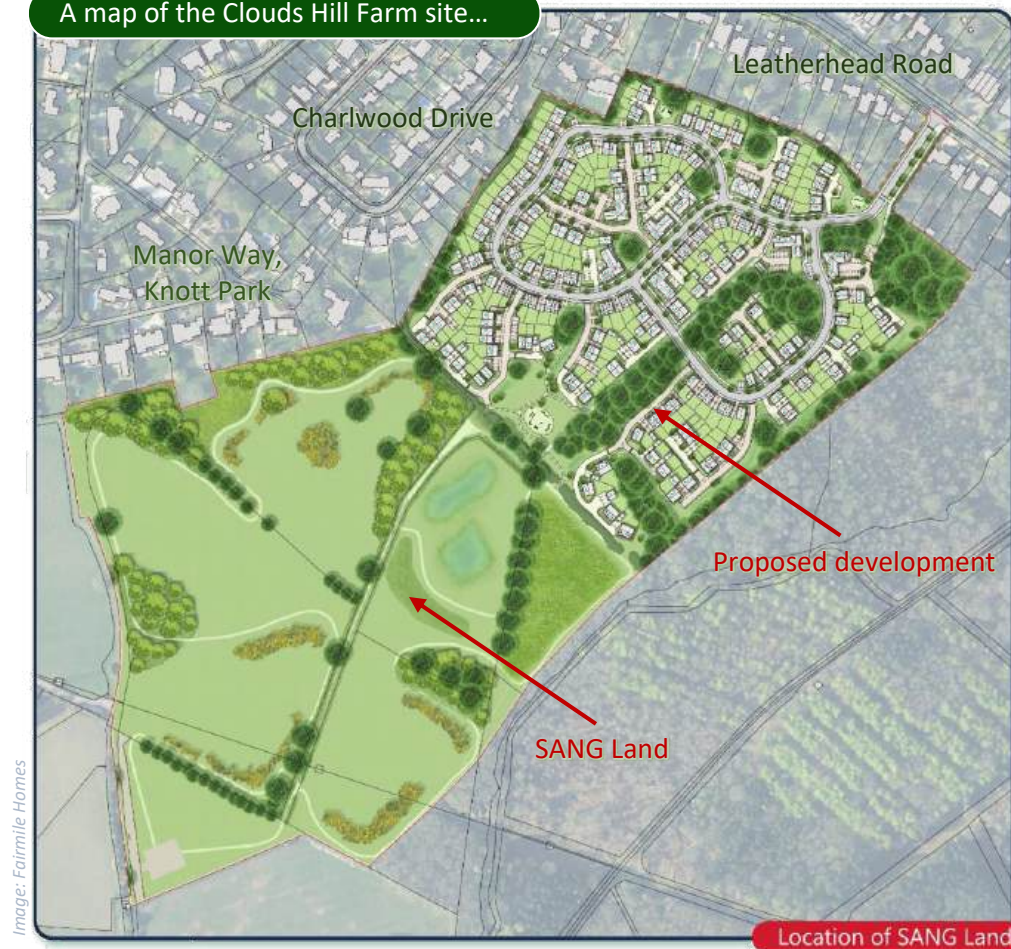 A map of the Clouds Hill Farm site…
Leatherhead Road
Charlwood Drive
Manor Way,
Knott Park
Proposed development
SANG Land
Image: Fairmile Homes
Location of SANG Land